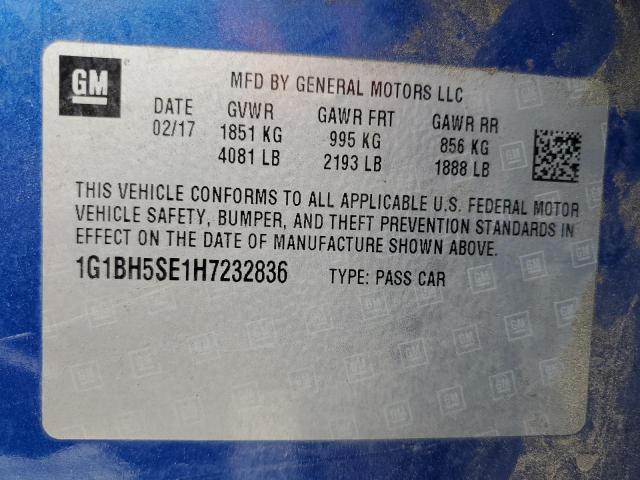 GM
MFD BY GENERAL MOTORS LLC
DATE GVWR GAWR FRT GAWR RR
02/17 1851 KG 995 KG 856 KG
4081 LB 2193 LB 1888 LB
THIS VEHICLE CONFORMS TO ALL APPLICABLE U.S. FEDERAL MOTOR
VEHICLE SAFETY, BUMPER, AND THEFT PREVENTION STANDARDS IN
EFFECT ON THE DATE OF MANUFACTURE SHOWN ABOVE.
1G1BH5SE1H7232836 TYPE: PASS CAR